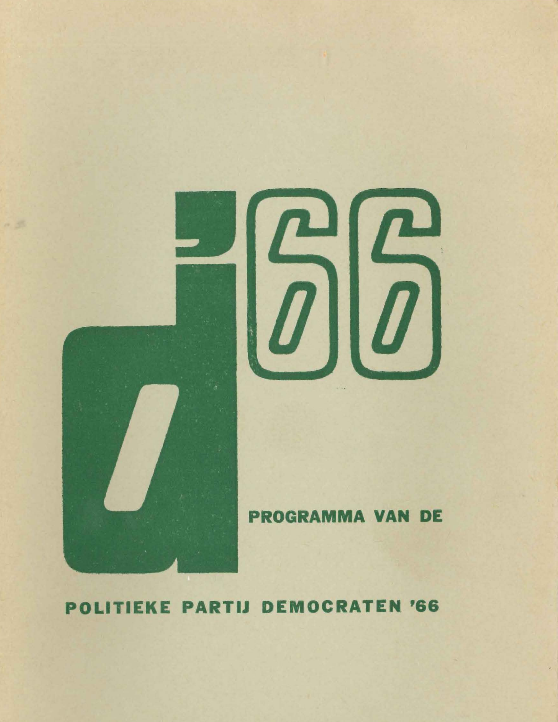 d'66
PROGRAMMA VAN DE
POLITIEKE PARTIJ DEMOCRATEN '66